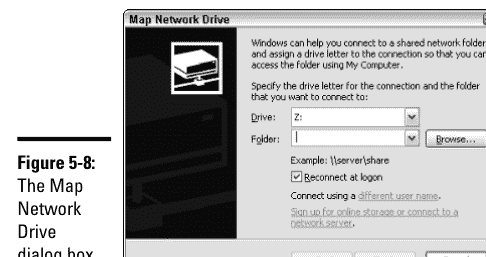 Map Network Drive
Windows can help you connect to a shared network folder
and assign a drive letter to the connection so that you can
access the folder using My Computer.
Specify the drive letter for the connection and the folder
that you want to connect to:
Drive: Z:
Folder: Browse...
Example: \\server\share
Reconnect at logon
Connect using a different user name.
Sign up for online storage or connect to a
network server.
Figure 5-8:
The Map
Network
Drive
dialog box